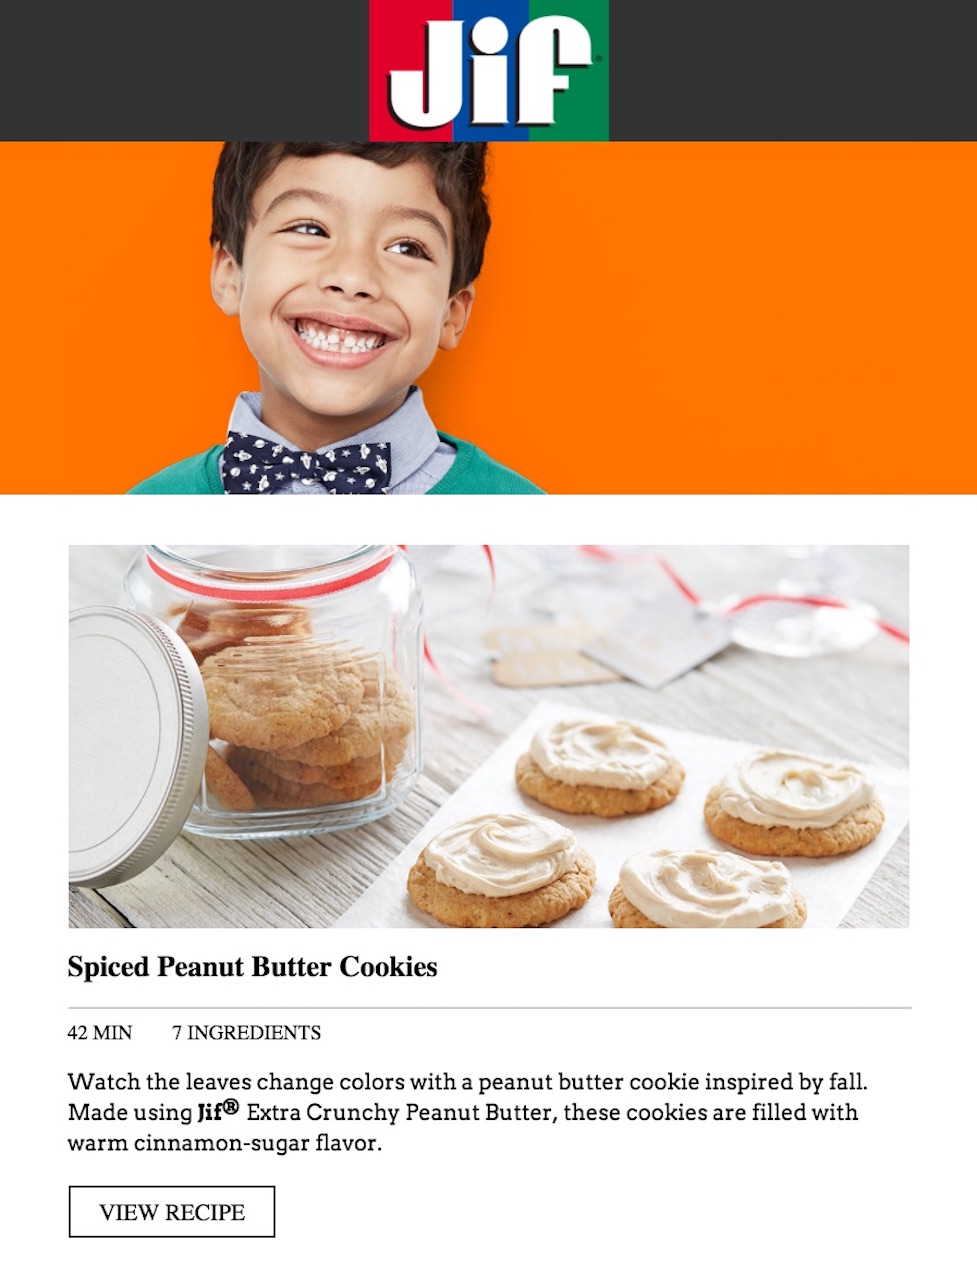 Jif
Spiced Peanut Butter Cookies
42 MIN 7 INGREDIENTS
Watch the leaves change colors with a peanut butter cookie inspired by fall.
Made using Jif® Extra Crunchy Peanut Butter, these cookies are filled with
warm cinnamon-sugar flavor.
VIEW RECIPE